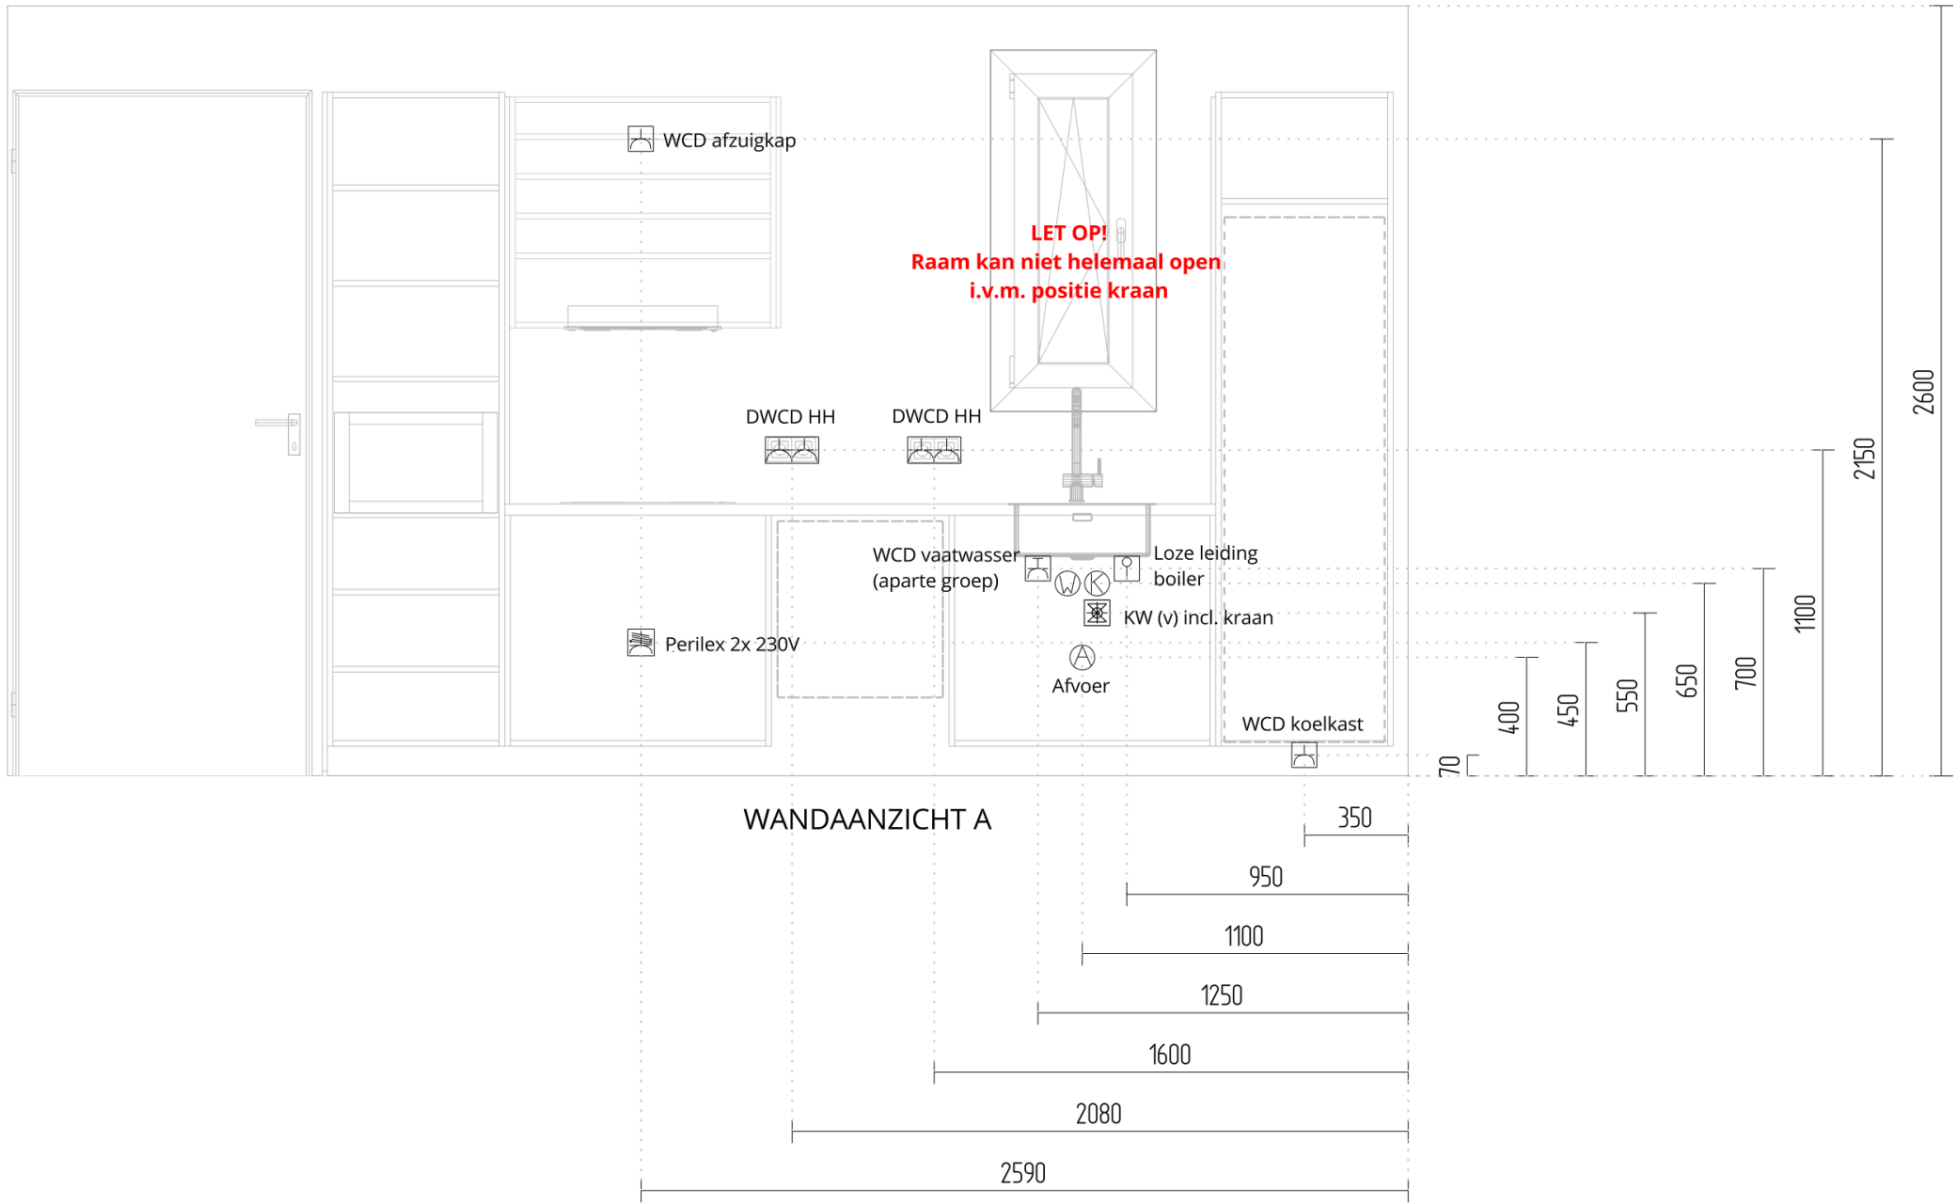 WCD afzuigkap
LET OP!
Raam kan niet helemaal open
i.v.m. positie kraan
DWCD HH
DWCD HH
WCD vaatwasser
(aparte groep)
Loze leiding
boiler
W
K
KW (v) incl. kraan
Perilex 2x 230V
A
Afvoer
WCD koelkast
70
400
450
550
650
700
1100
2150
2600
WANDAANZICHT A
350
950
1100
1250
1600
2080
2590